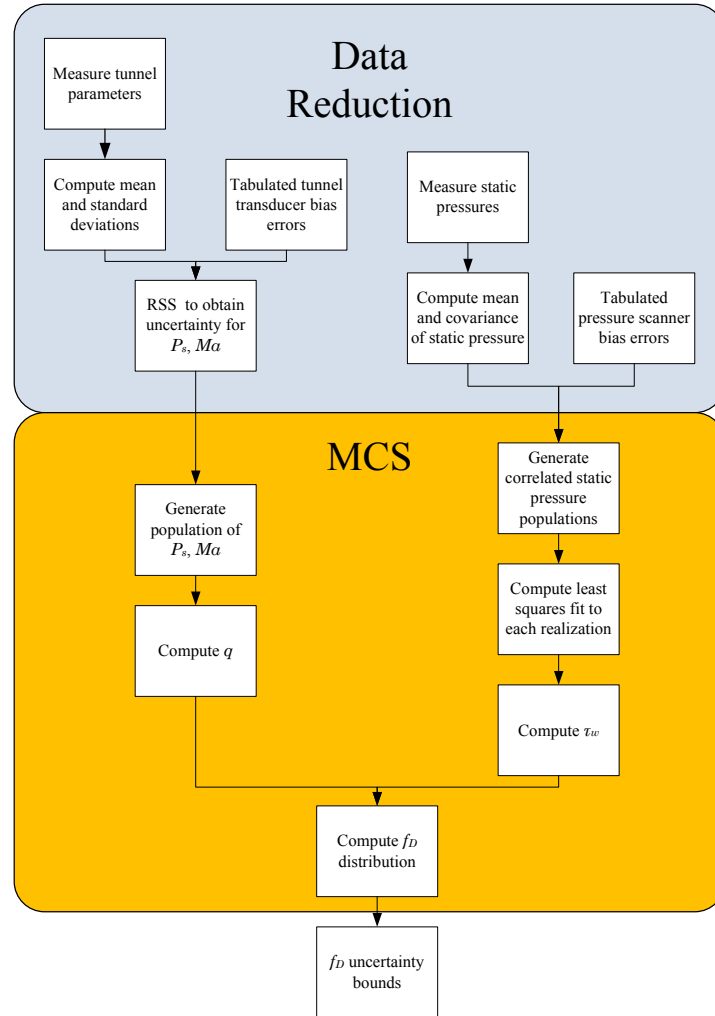 Data
Reduction
Measure tunnel
parameters
Compute mean
and standard
deviations
Tabulated tunnel
transducer bias
errors
RSS to obtain
uncertainty for
Ps, Ma
Measure static
pressures
Compute mean
and covariance
of static pressure
Tabulated
pressure scanner
bias errors
MCS
Generate
population of
Ps, Ma
Compute q
Generate
correlated static
pressure
populations
Compute least
squares fit to
each realization
Compute τw
Compute fD
distribution
fD uncertainty
bounds